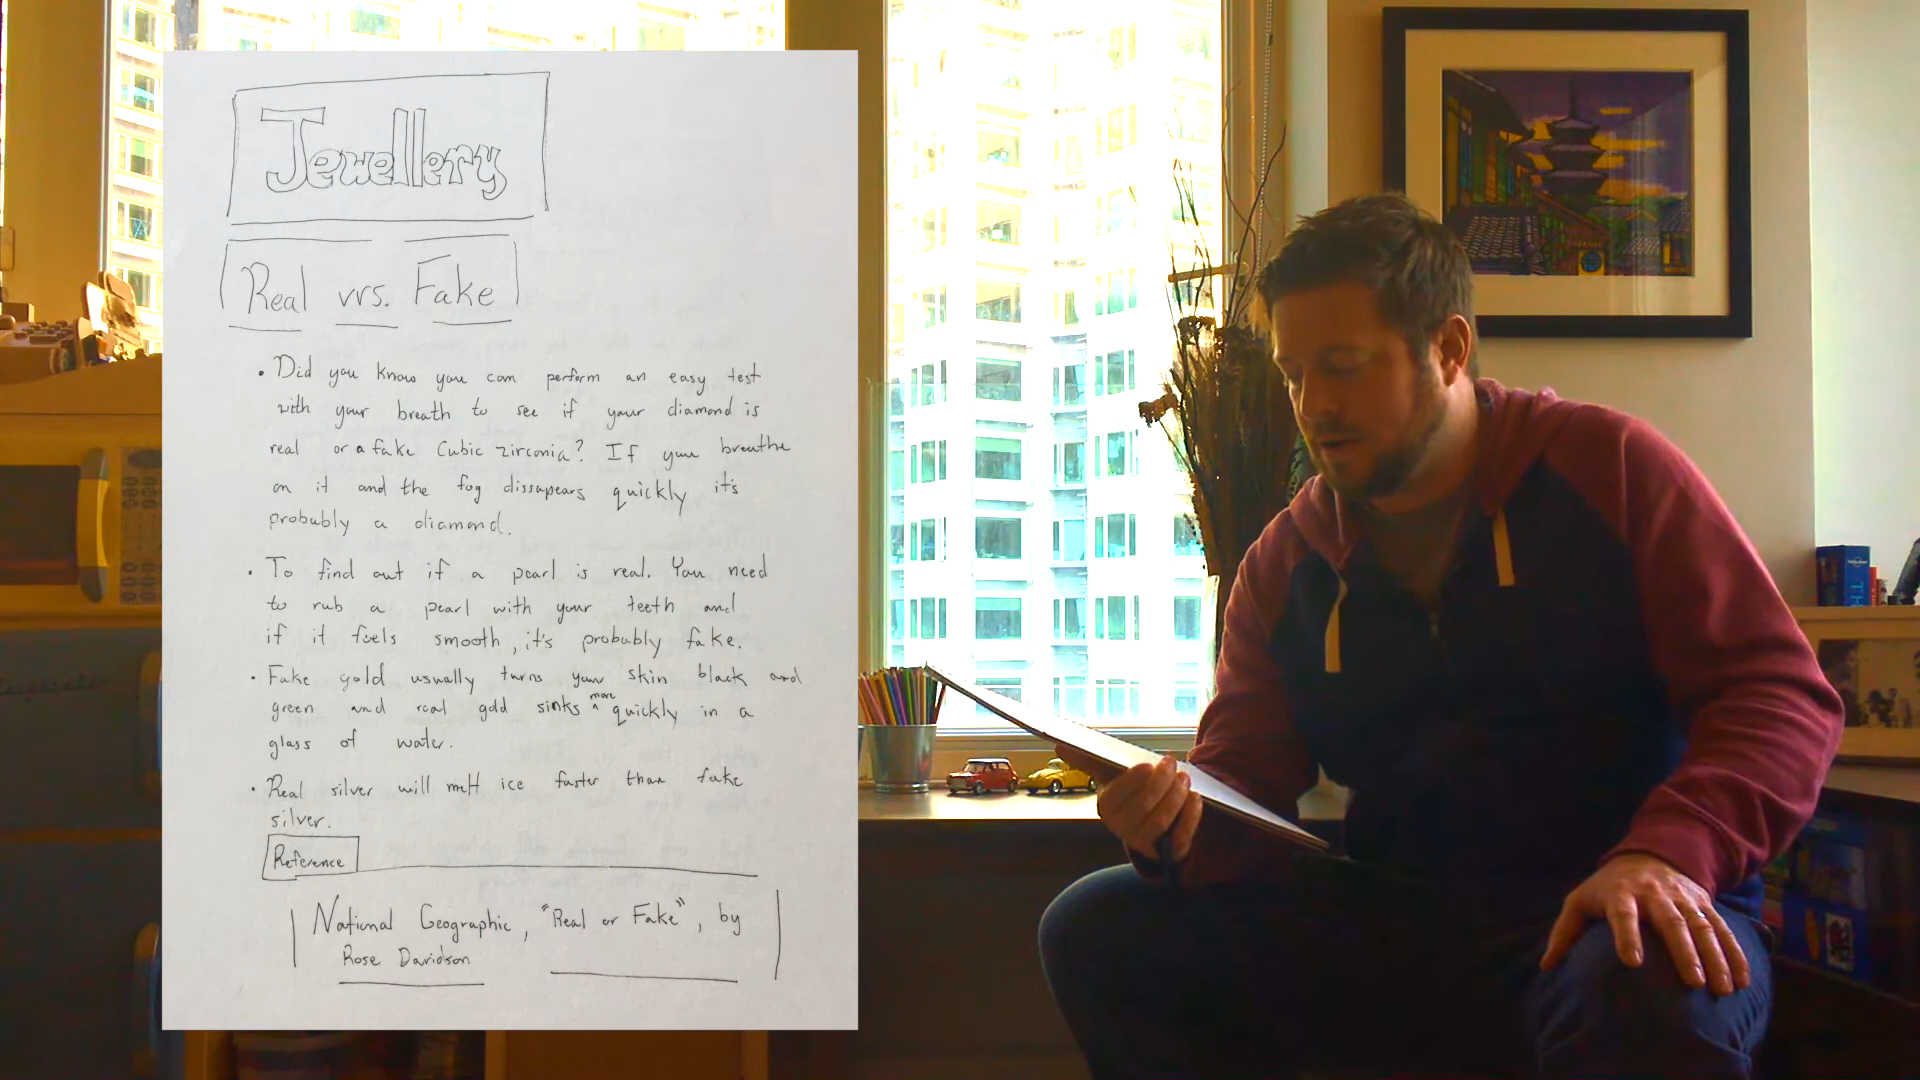 Jewellery
Real vrs. Fake
• Did you know you can perform an easy test
with your breath to see if your diamond is
real or a fake Cubic zirconia? If you breathe
on it and the fog dissapears quickly it's
probably a diamond.
• To find out if a pearl is real. You need
to rub a pearl with your teeth and
if it feels smooth, it's probably fake.
• Fake gold usually turns your skin black and
green and real gold sinks more quickly in a
glass of water.
• Real silver will melt ice faster than fake
silver.
Reference
National Geographic, "Real or Fake", by
Rose Davidson